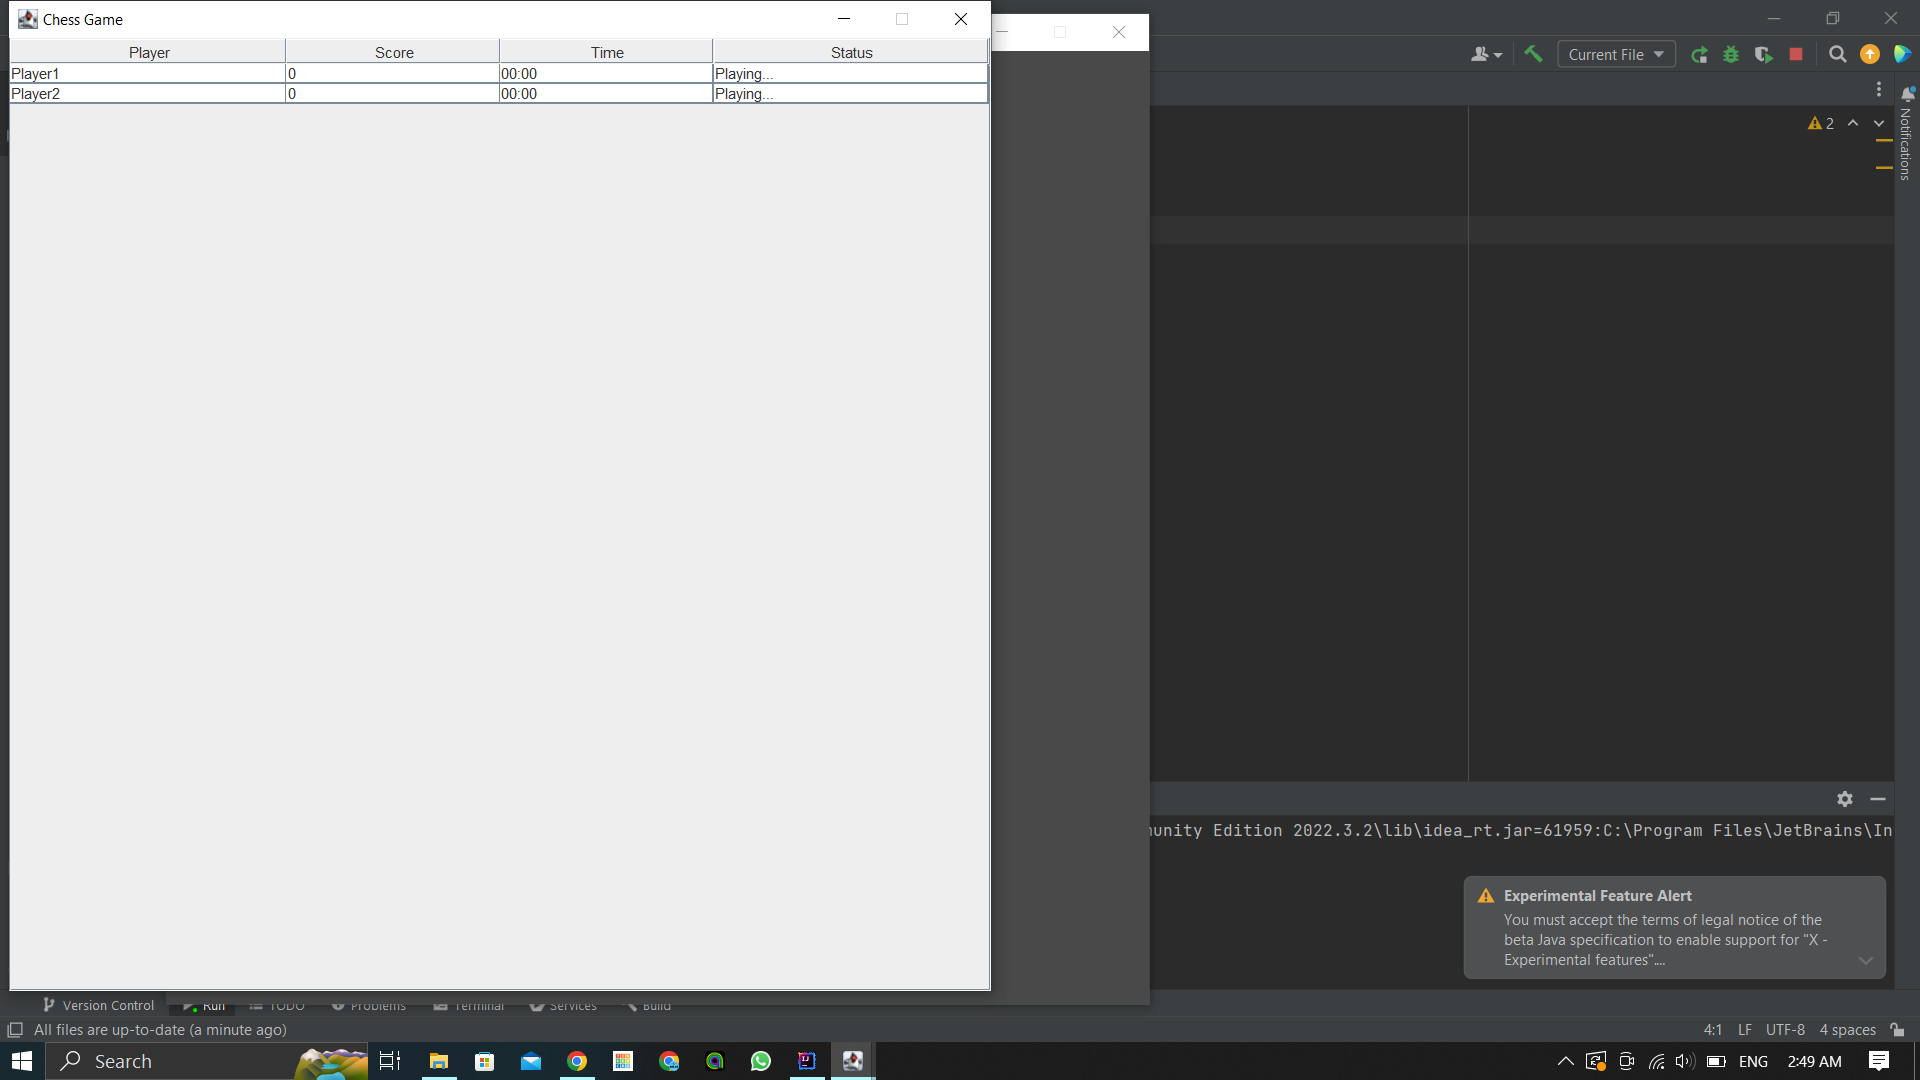 Chess Game
Player Score Time Status
Player1 0 00:00 Playing...
Player2 0 00:00 Playing...
Current File
2
Notifications
munity Edition 2022.3.2\lib\idea_rt.jar=61959:C:\Program Files\JetBrains\In
Experimental Feature Alert
You must accept the terms of legal notice of the
beta Java specification to enable support for "X -
Experimental features"....
Version Control Run TODO Problems Terminal Services Build
All files are up-to-date (a minute ago) 4:1 LF UTF-8 4 spaces
Search ENG 2:49 AM